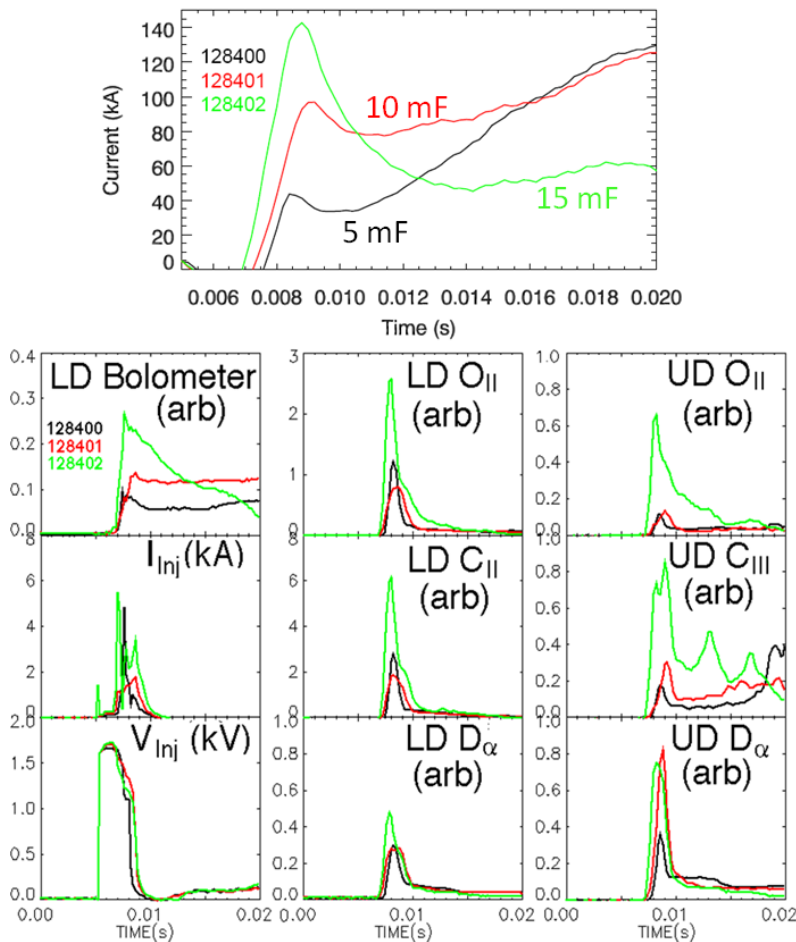 140
120
100
80
60
40
20
0
Current (kA)
128400
128401
128402
10 mF
15 mF
5 mF
0.006 0.008 0.010 0.012 0.014 0.016 0.018 0.020
Time (s)
LD Bolometer
(arb)
128400
128401
128402
0.4
0.3
0.2
0.1
0.0
LD OII
(arb)
3
2
1
0
UD OII
(arb)
1.0
0.8
0.6
0.4
0.2
0.0
IInj(kA)
8
6
4
2
0
LD CII
(arb)
8
6
4
2
0
UD CIII
(arb)
1.0
0.8
0.6
0.4
0.2
0.0
VInj (kV)
2.0
1.5
1.0
0.5
0.0
LD Dα
(arb)
1.0
0.8
0.6
0.4
0.2
0.0
UD Dα
(arb)
1.0
0.8
0.6
0.4
0.2
0.0
0.00 0.01 0.02
TIME(s)
0.00 0.01 0.02
TIME(s)
0.00 0.01 0.02
TIME(s)